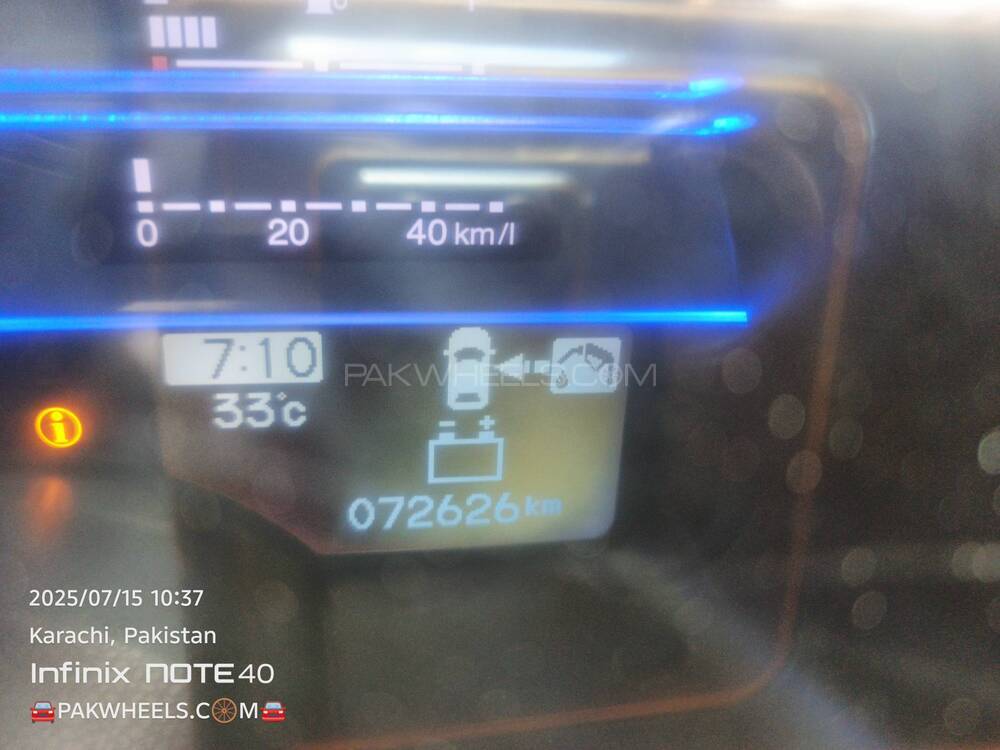 0 20 40 km/l
7:10
PAKWHEELS.COM
33°c
- +
072626 km
2025/07/15 10:37
Karachi, Pakistan
Infinix NOTE 40
🚘PAKWHEELS.C🛞M🚘